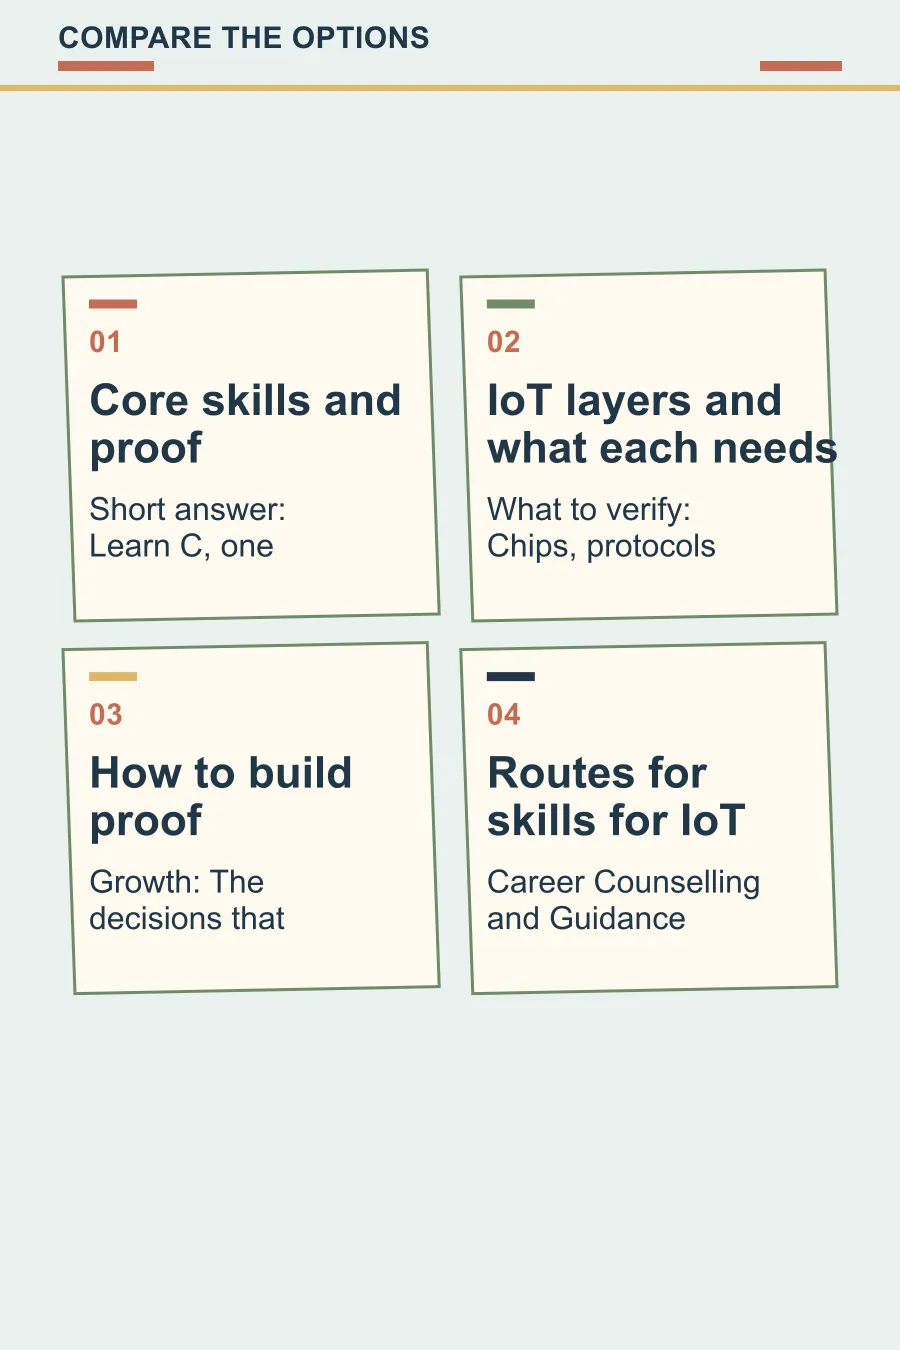 COMPARE THE OPTIONS
01
Core skills and
proof
Short answer:
Learn C, one
02
IoT layers and
what each needs
What to verify:
Chips, protocols
03
How to build
proof
Growth: The
decisions that
04
Routes for
skills for IoT
Career Counselling
and Guidance